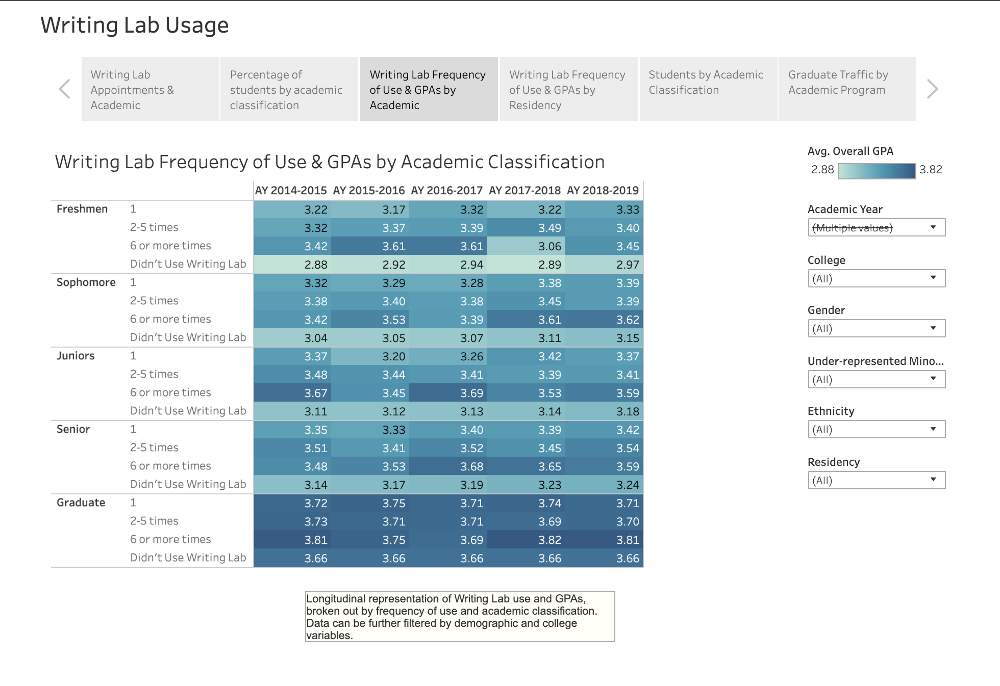 Writing Lab Usage
Writing Lab
Appointments &
Academic
Percentage of
students by academic
classification
Writing Lab Frequency
of Use & GPAs by
Academic
Writing Lab Frequency
of Use & GPAs by
Residency
Students by Academic
Classification
Graduate Traffic by
Academic Program
Writing Lab Frequency of Use & GPAs by Academic Classification
AY 2014-2015 AY 2015-2016 AY 2016-2017 AY 2017-2018 AY 2018-2019
Freshmen 1 3.22 3.17 3.32 3.22 3.33
2-5 times 3.32 3.37 3.39 3.49 3.40
6 or more times 3.42 3.61 3.61 3.06 3.45
Didn't Use Writing Lab 2.88 2.92 2.94 2.89 2.97
Sophomore 1 3.32 3.29 3.28 3.38 3.39
2-5 times 3.38 3.40 3.38 3.45 3.39
6 or more times 3.42 3.53 3.39 3.61 3.62
Didn't Use Writing Lab 3.04 3.05 3.07 3.11 3.15
Juniors 1 3.37 3.20 3.26 3.42 3.37
2-5 times 3.48 3.44 3.41 3.39 3.41
6 or more times 3.67 3.45 3.69 3.53 3.59
Didn't Use Writing Lab 3.11 3.12 3.13 3.14 3.18
Senior 1 3.35 3.33 3.40 3.39 3.42
2-5 times 3.51 3.41 3.52 3.45 3.54
6 or more times 3.48 3.53 3.68 3.65 3.59
Didn't Use Writing Lab 3.14 3.17 3.19 3.23 3.24
Graduate 1 3.72 3.75 3.71 3.74 3.71
2-5 times 3.73 3.71 3.71 3.69 3.70
6 or more times 3.81 3.75 3.69 3.82 3.81
Didn't Use Writing Lab 3.66 3.66 3.66 3.66 3.66
Longitudinal representation of Writing Lab use and GPAs,
broken out by frequency of use and academic classification.
Data can be further filtered by demographic and college
variables.
Avg. Overall GPA
2.88 3.82
Academic Year
(Multiple values)
College
(All)
Gender
(All)
Under-represented Mino...
(All)
Ethnicity
(All)
Residency
(All)